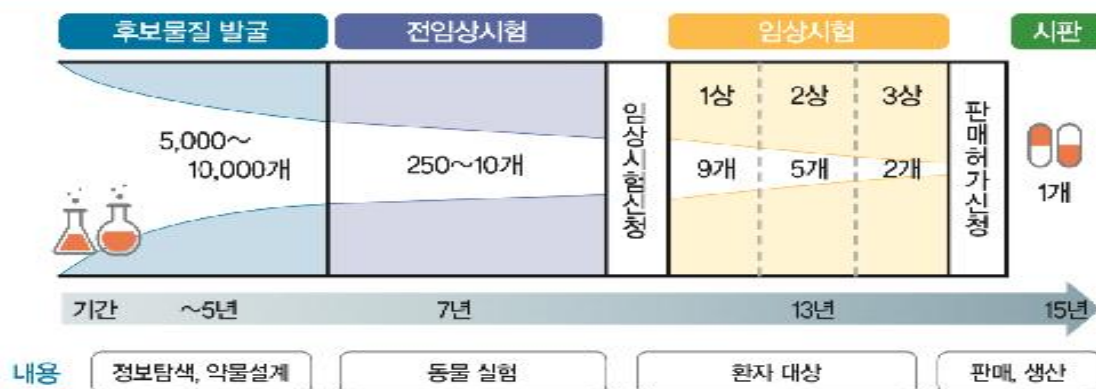 후보물질 발굴
전임상시험
임상시험
시판
5,000～
10,000개
250～10개
임상시험신청
1상
2상
3상
9개
5개
2개
판매허가신청
1개
기간
～5년
7년
13년
15년
내용
정보탐색, 약물설계
동물 실험
환자 대상
판매, 생산